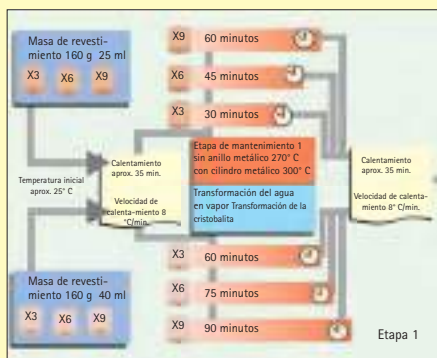 Masa de revesti-
miento 160 g 25 ml
X3 X6 X9
X9 60 minutos
X6 45 minutos
X3 30 minutos
Temperatura inicial
aprox. 25° C
Calentamiento
aprox. 35 min.
Velocidad de
calenta-miento 8
°C/min.
Etapa de mantenimiento 1
sin anillo metálico 270° C
con cilindro metálico 300° C
Transformación del agua
en vapor Transformación de la
cristobalita
Calentamiento
aprox. 35 min.
Velocidad de calenta-
miento 8° C/min.
Masa de revesti-
miento 160 g 40 ml
X3 X6 X9
X3 60 minutos
X6 75 minutos
X9 90 minutos
Etapa 1